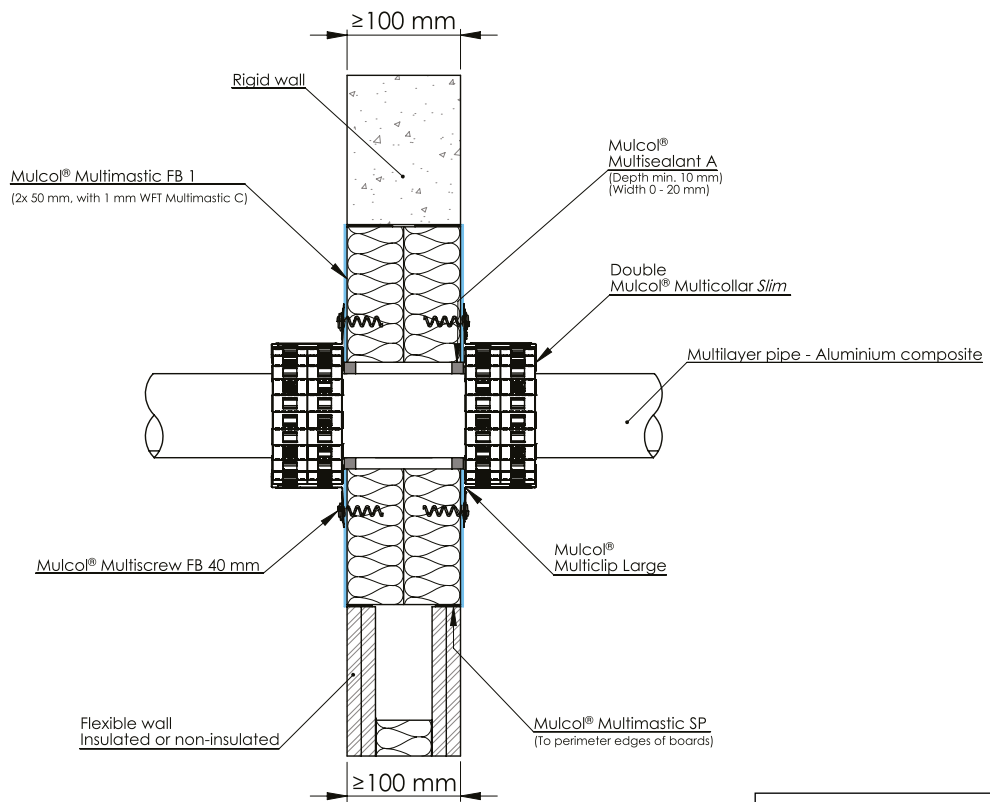 ≥100 mm
Rigid wall
Mulcol®
Multisealant A
(Depth min. 10 mm)
(Width 0 - 20 mm)
Mulcol® Multimastic FB 1
(2x 50 mm, with 1 mm WFT Multimastic C)
Double
Mulcol® Multicollar Slim
Multilayer pipe - Aluminium composite
Mulcol® Multiscrew FB 40 mm
Mulcol®
Multiclip Large
Flexible wall
Insulated or non-insulated
Mulcol® Multimastic SP
(To perimeter edges of boards)
≥100 mm